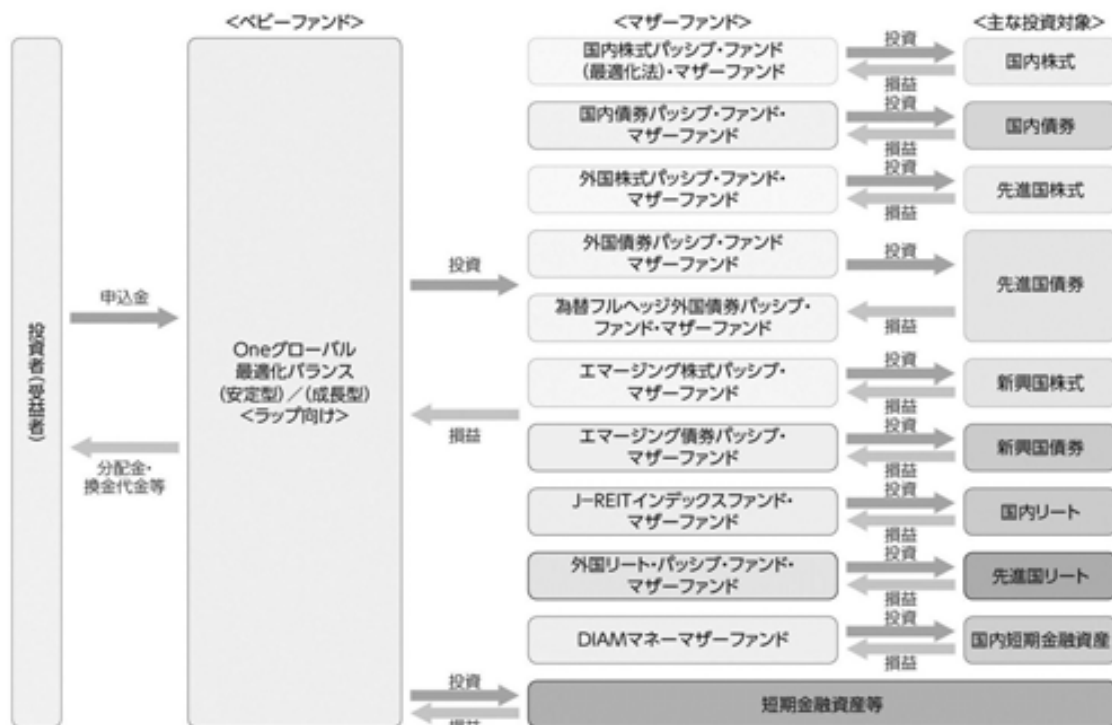 <ベビーファンド>
<マザーファンド>
<主な投資対象>
投資者(受益者)
申込金
分配金・
換金代金等
Oneグローバル
最適化バランス
(安定型)/(成長型)
<ラップ向け>
投資
損益
国内株式パッシブ・ファンド
(最適化法)・マザーファンド
投資
損益
国内株式
国内債券パッシブ・ファンド・
マザーファンド
投資
損益
国内債券
外国株式パッシブ・ファンド・
マザーファンド
投資
損益
先進国株式
外国債券パッシブ・ファンド
マザーファンド
投資
為替フルヘッジ外国債券パッシブ・
ファンド・マザーファンド
損益
先進国債券
エマージング株式パッシブ・
マザーファンド
投資
損益
新興国株式
エマージング債券パッシブ・
マザーファンド
投資
損益
新興国債券
J-REITインデックスファンド・
マザーファンド
投資
損益
国内リート
外国リート・パッシブ・ファンド・
マザーファンド
投資
損益
先進国リート
DIAMマネーマザーファンド
投資
損益
国内短期金融資産
投資
損益
短期金融資産等